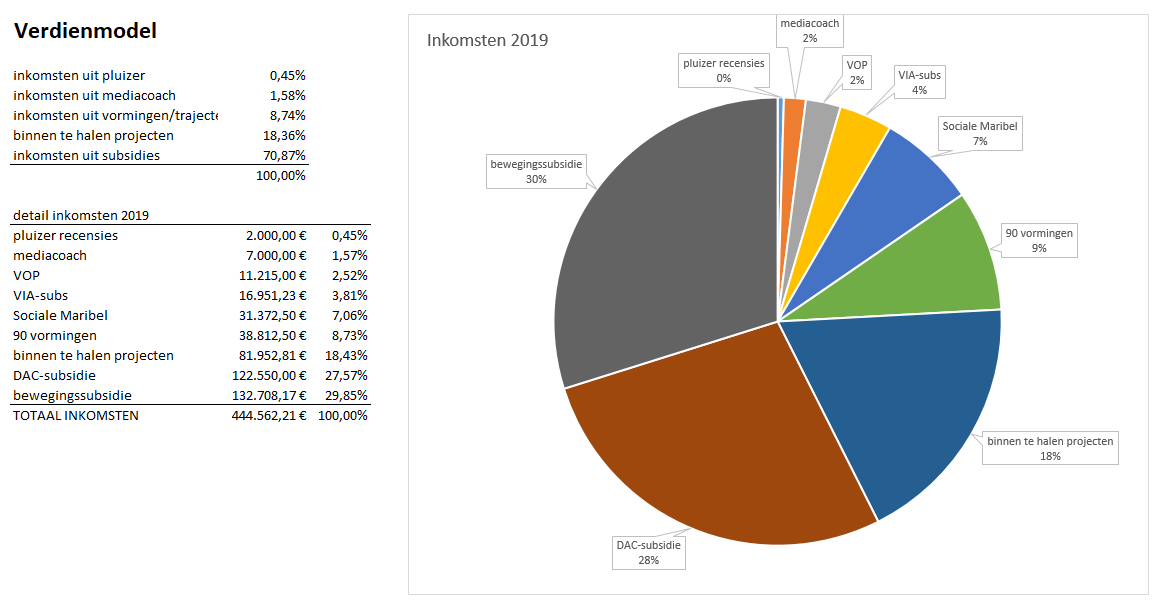 Verdienmodel
inkomsten uit pluizer 0,45%
inkomsten uit mediacoach 1,58%
inkomsten uit vormingen/trajecte 8,74%
binnen te halen projecten 18,36%
inkomsten uit subsidies 70,87%
100,00%
detail inkomsten 2019
pluizer recensies 2.000,00 € 0,45%
mediacoach 7.000,00 € 1,57%
VOP 11.215,00 € 2,52%
VIA-subs 16.951,23 € 3,81%
Sociale Maribel 31.372,50 € 7,06%
90 vormingen 38.812,50 € 8,73%
binnen te halen projecten 81.952,81 € 18,43%
DAC-subsidie 122.550,00 € 27,57%
bewegingssubsidie 132.708,17 € 29,85%
TOTAAL INKOMSTEN 444.562,21 € 100,00%
Inkomsten 2019
mediacoach
2%
pluizer recensies
0%
VOP
2%
VIA-subs
4%
Sociale Maribel
7%
bewegingssubsidie
30%
90 vormingen
9%
binnen te halen projecten
18%
DAC-subsidie
28%